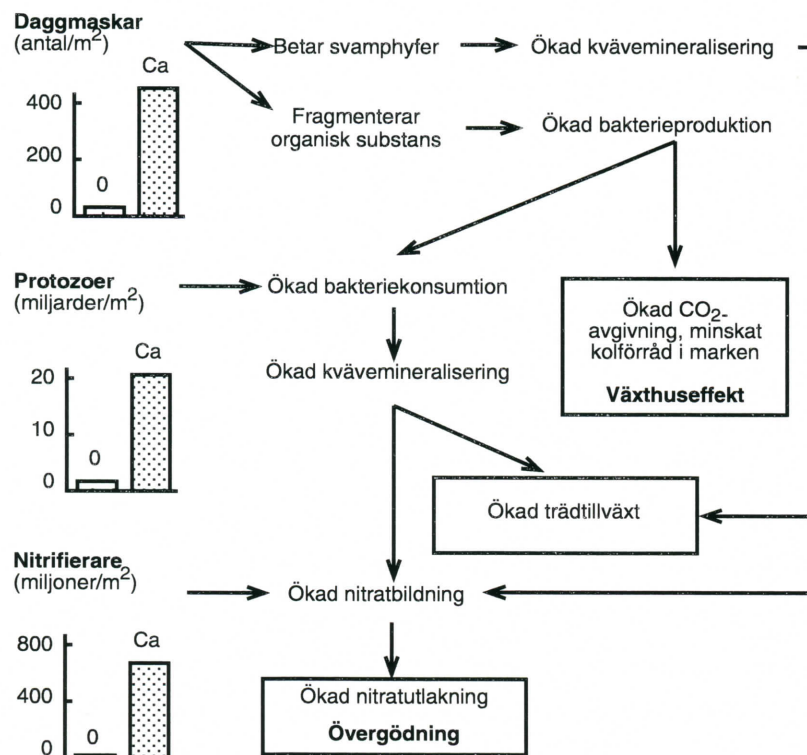 Daggmaskar
(antal/m²)
Ca
400
200
0
0
Betar svamphyfer
Ökad kvävemineralisering
Fragmenterar
organisk substans
Ökad bakterieproduktion
Protozoer
(miljarder/m²)
Ca
20
10
0
0
Ökad bakteriekonsumtion
Ökad kvävemineralisering
Ökad CO₂-
avgivning, minskat
kolförråd i marken
Växthuseffekt
Ökad trädtillväxt
Nitrifierare
(miljoner/m²)
Ca
800
400
0
0
Ökad nitratbildning
Ökad nitratutlakning
Övergödning